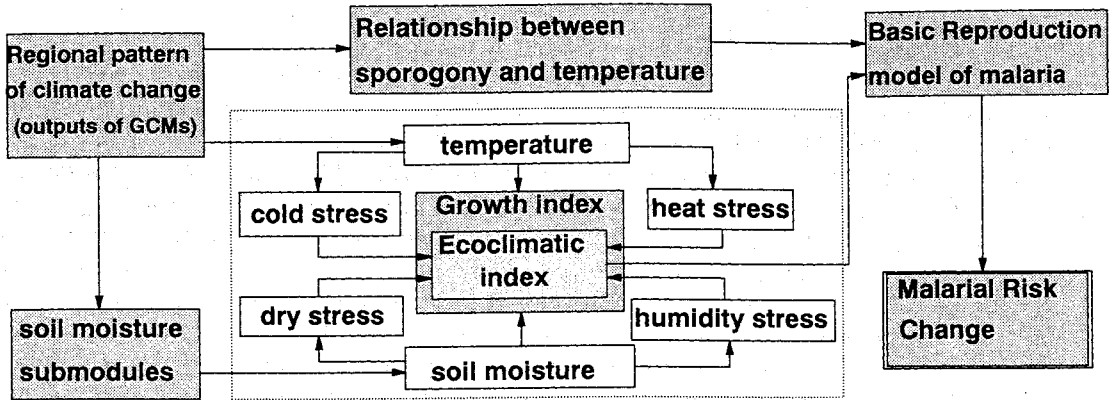 Regional pattern
of climate change
(outputs of GCMs)
Relationship between
sporogony and temperature
Basic Reproduction
model of malaria
temperature
cold stress
Growth index
heat stress
Ecoclimatic
index
dry stress
humidity stress
soil moisture
soil moisture
submodules
Malarial Risk
Change